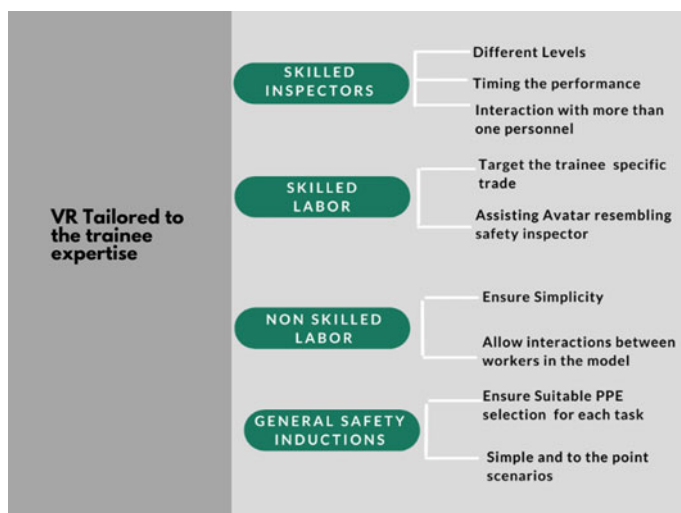 VR Tailored to
the trainee
expertise
SKILLED
INSPECTORS
Different Levels
Timing the performance
Interaction with more than
one personnel
SKILLED
LABOR
Target the trainee specific
trade
Assisting Avatar resembling
safety inspector
NON SKILLED
LABOR
Ensure Simplicity
Allow interactions between
workers in the model
GENERAL SAFETY
INDUCTIONS
Ensure Suitable PPE
selection for each task
Simple and to the point
scenarios